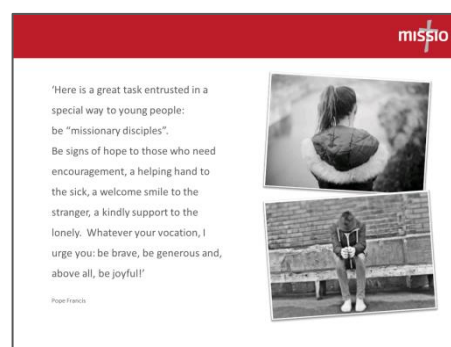 missio
‘Here is a great task entrusted in a
special way to young people:
be “missionary disciples”.
Be signs of hope to those who need
encouragement, a helping hand to
the sick, a welcome smile to the
stranger, a kindly support to the
lonely.  Whatever your vocation, I
urge you: be brave, be generous and,
above all, be joyful!’
Pope Francis